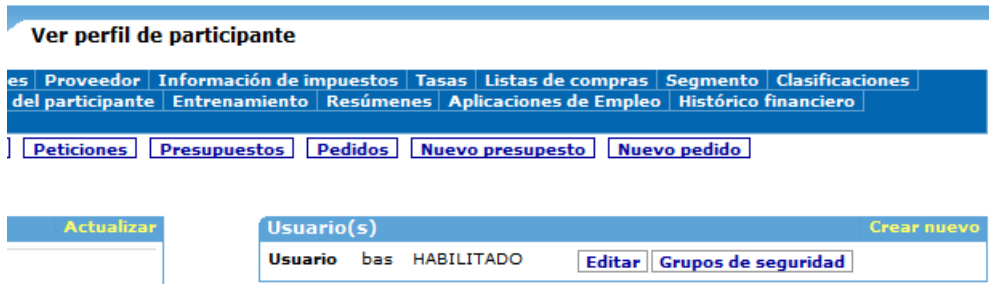 Ver perfil de participante
es Proveedor Información de impuestos Tasas Listas de compras Segmento Clasificaciones
del participante Entrenamiento Resúmenes Aplicaciones de Empleo Histórico financiero
Peticiones Presupuestos Pedidos Nuevo presupesto Nuevo pedido
Actualizar Usuario(s) Crear nuevo
Usuario bas HABILITADO Editar Grupos de seguridad